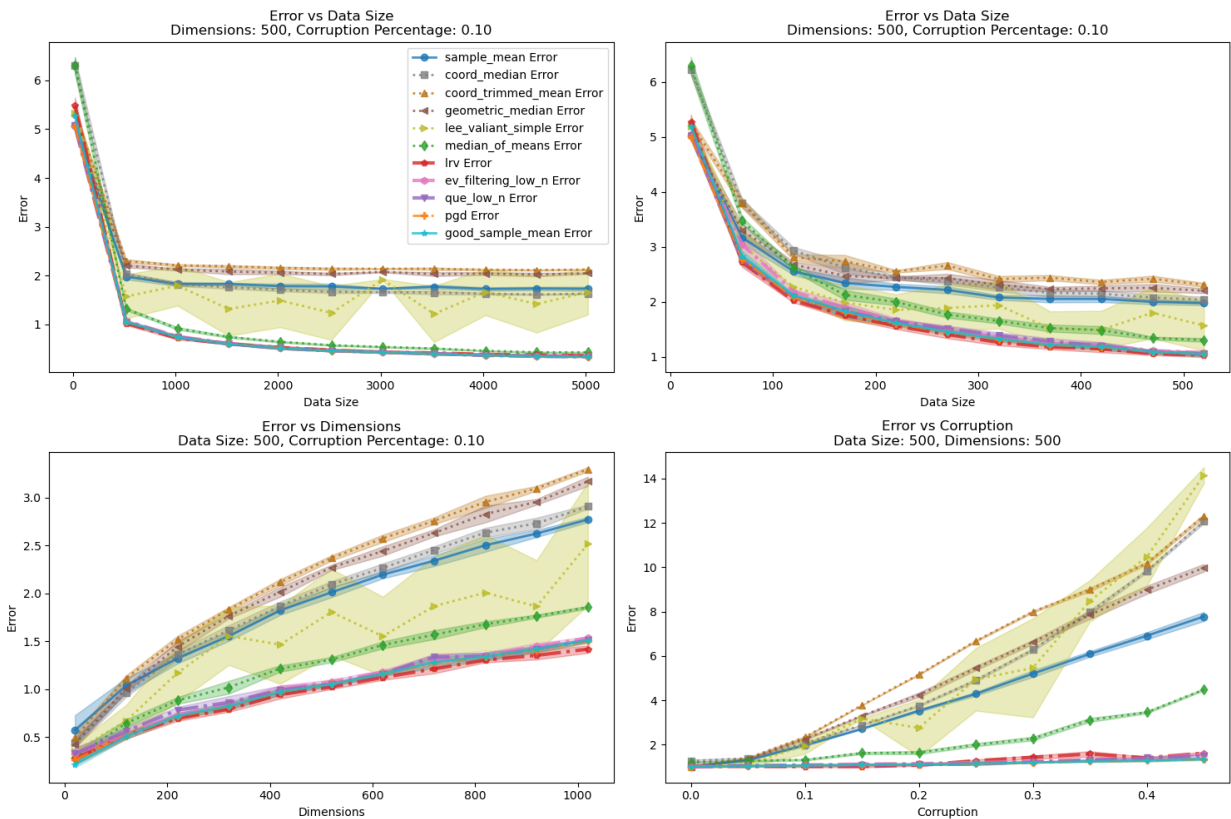 Error vs Data Size
Dimensions: 500, Corruption Percentage: 0.10
Error
6
5
4
3
2
1
0
1000
2000
3000
4000
5000
Data Size
sample_mean Error
coord_median Error
coord_trimmed_mean Error
geometric_median Error
lee_valiant_simple Error
median_of_means Error
lrv Error
ev_filtering_low_n Error
que_low_n Error
pgd Error
good_sample_mean Error
Error vs Data Size
Dimensions: 500, Corruption Percentage: 0.10
Error
6
5
4
3
2
1
0
100
200
300
400
500
Data Size
Error vs Dimensions
Data Size: 500, Corruption Percentage: 0.10
Error
3.0
2.5
2.0
1.5
1.0
0.5
0
200
400
600
800
1000
Dimensions
Error vs Corruption
Data Size: 500, Dimensions: 500
Error
14
12
10
8
6
4
2
0.0
0.1
0.2
0.3
0.4
Corruption